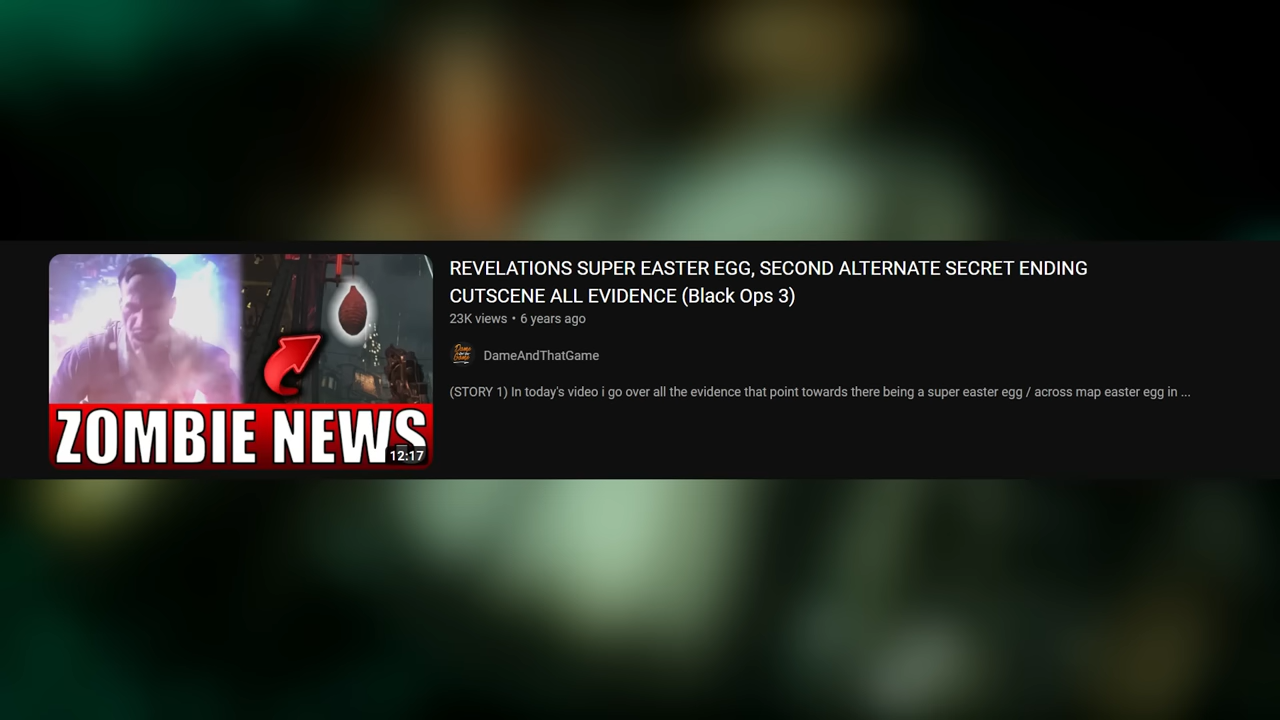 REVELATIONS SUPER EASTER EGG, SECOND ALTERNATE SECRET ENDING
CUTSCENE ALL EVIDENCE (Black Ops 3)
23K views • 6 years ago
DameAndThatGame
(STORY 1) In today's video i go over all the evidence that point towards there being a super easter egg / across map easter egg in ...
ZOMBIE NEWS
12:17